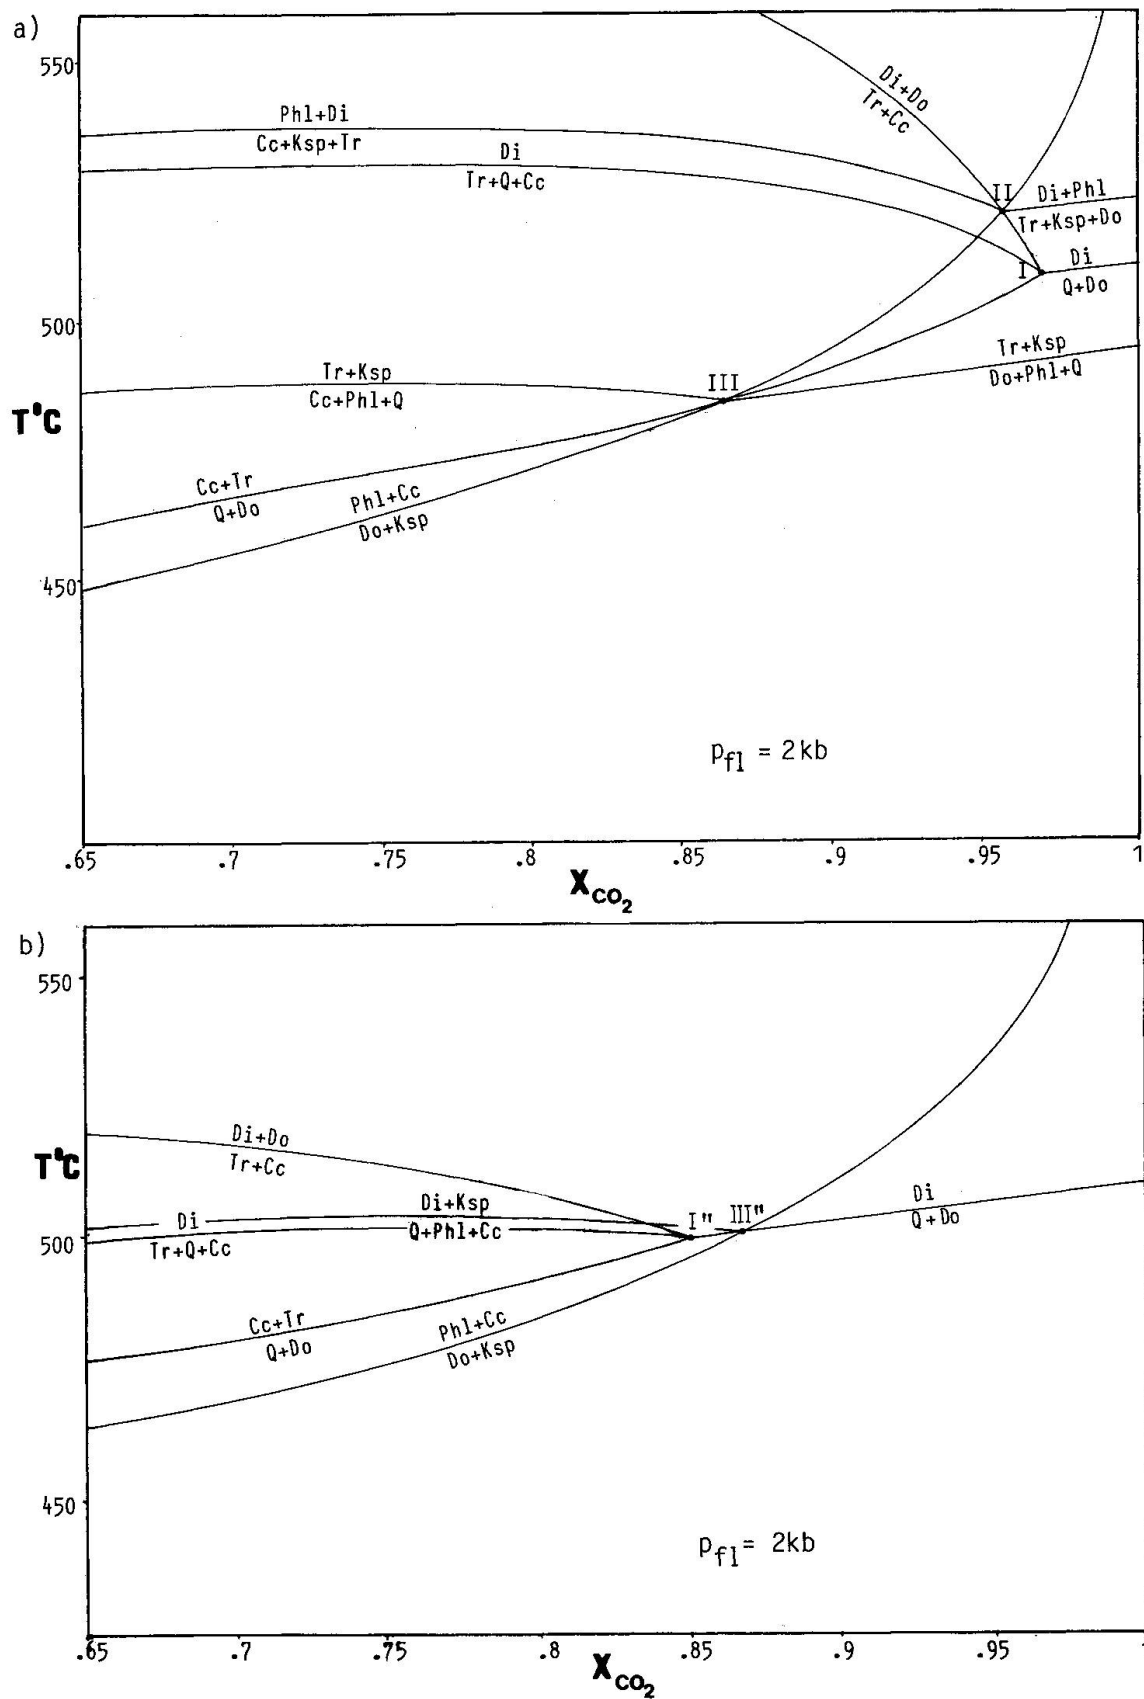 a)
550
Di+Do
Tr+Cc
Phl+Di
Cc+Ksp+Tr
Di
Tr+Q+Cc
II
Di+Phl
Tr+Ksp+Do
I
Di
Q+Do
500
Tr+Ksp
Cc+Phl+Q
III
Tr+Ksp
Do+Phl+Q
T°C
Cc+Tr
Q+Do
Phl+Cc
Do+Ksp
450
pfl = 2kb
.65 .7 .75 .8 .85 .9 .95 1
XCO2
b)
550
Di+Do
Tr+Cc
T°C
Di
Tr+Q+Cc
Di+Ksp
Q+Phl+Cc
I" III"
Di
Q+Do
500
Cc+Tr
Q+Do
Phl+Cc
Do+Ksp
450
pfl = 2kb
.65 .7 .75 .8 .85 .9 .95
XCO2